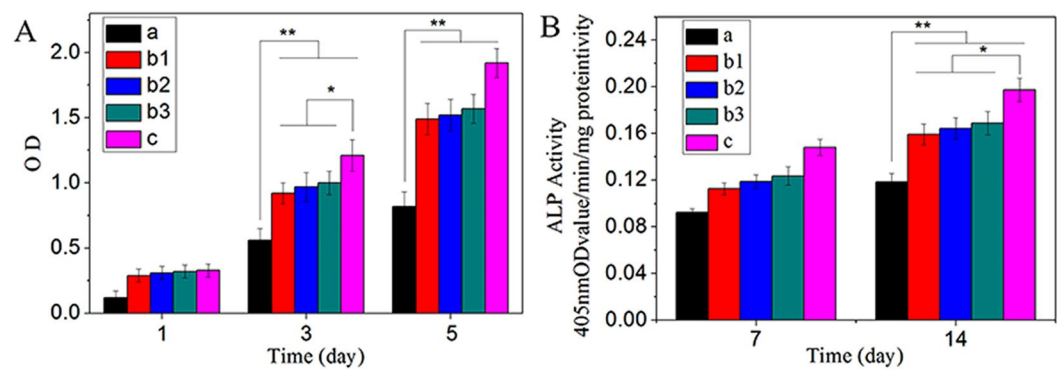 A
a
b1
b2
b3
c
**
*
**
2.0
1.5
1.0
0.5
0.0
OD
1 3 5
Time (day)
B
a
b1
b2
b3
c
**
*
0.24
0.20
0.16
0.12
0.08
0.04
0.00
ALP Activity
405nmODvalue/min/mg proteintivity
7 14
Time (day)